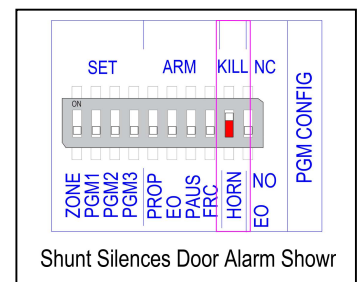 SET ARM KILL NC
ON
ZONE
PGM1
PGM2
PGM3
PROP
EO
PAUS
FRC
HORN
NO
EO
PGM CONFIG
Shunt Silences Door Alarm Showr